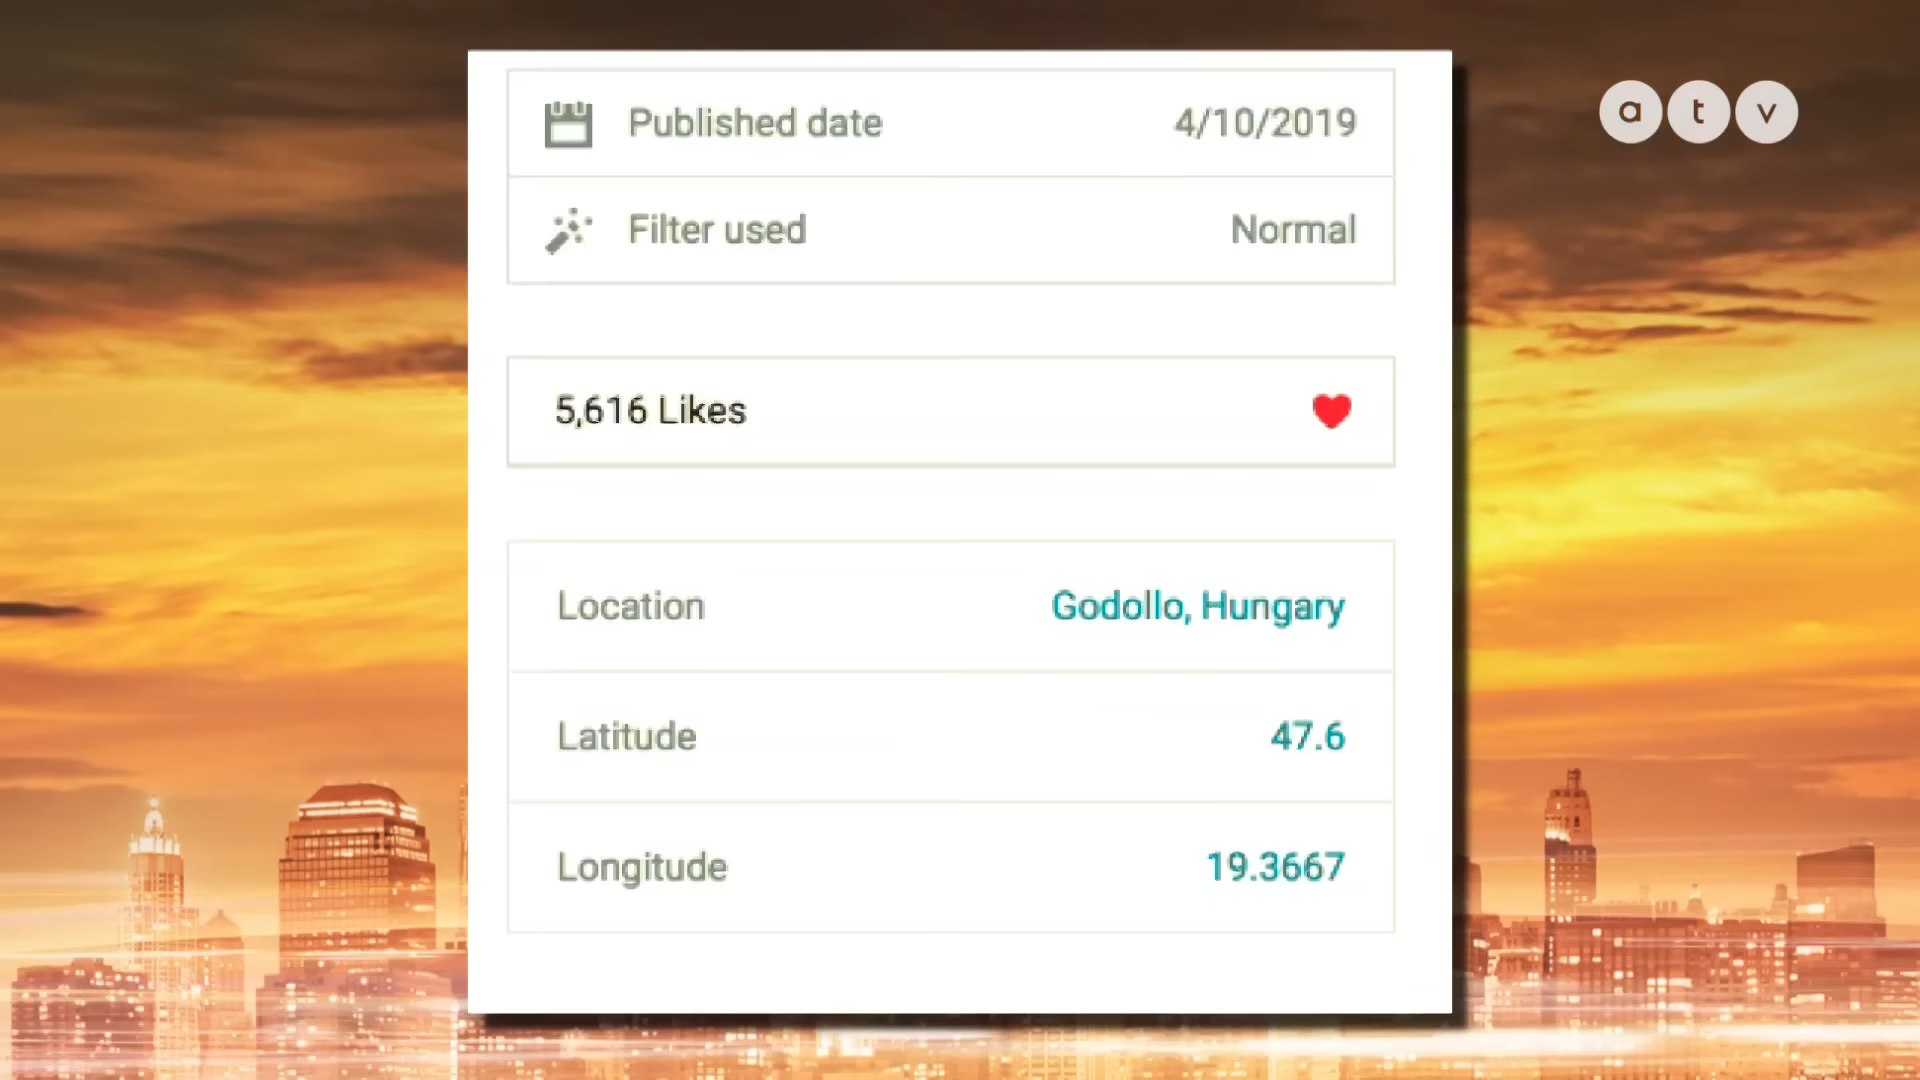 a t v
Published date 4/10/2019
Filter used Normal
5,616 Likes
Location Godollo, Hungary
Latitude 47.6
Longitude 19.3667